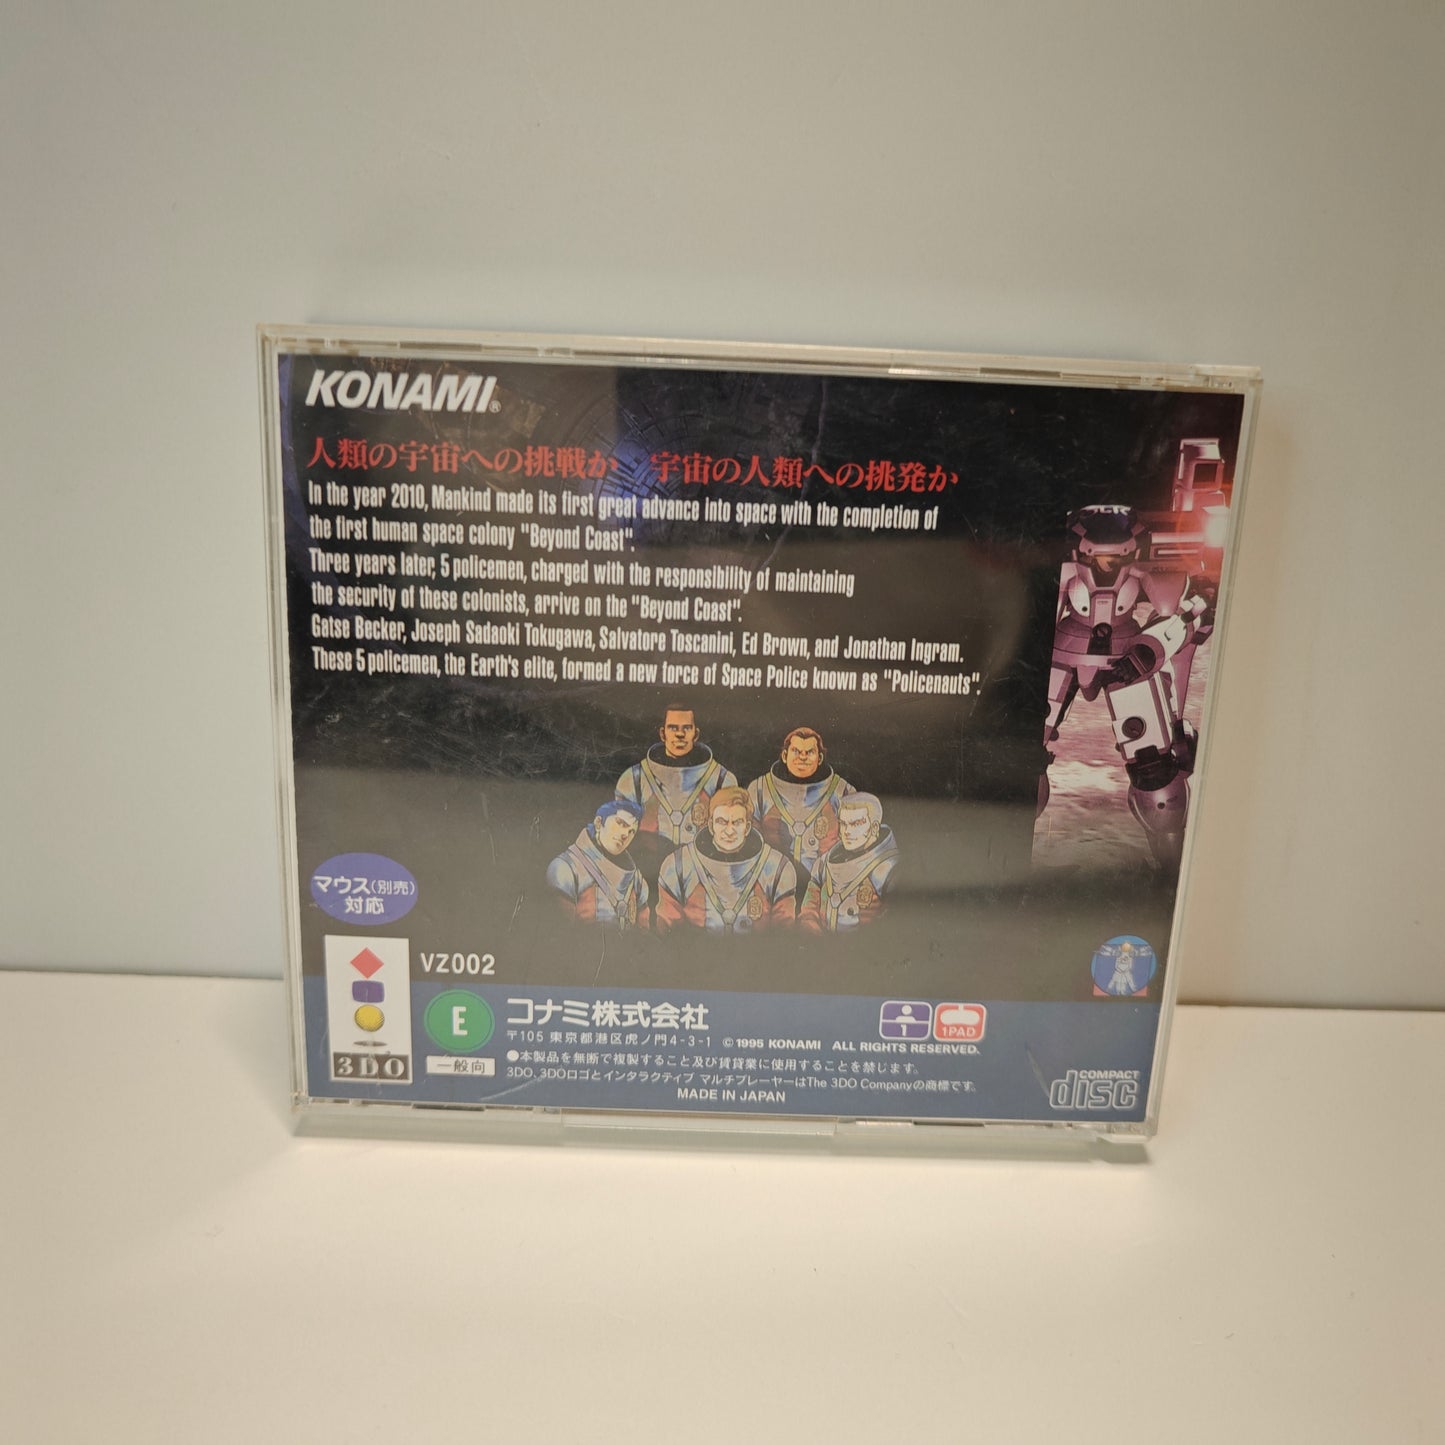 KONAMI®
人類の宇宙への挑戦か 宇宙の人類への挑発か
In the year 2010, Mankind made its first great advance into space with the completion of
the first human space colony "Beyond Coast".
Three years later, 5 policemen, charged with the responsibility of maintaining
the security of these colonists, arrive on the "Beyond Coast".
Gatse Becker, Joseph Sadaoki Tokugawa, Salvatore Toscanini, Ed Brown, and Jonathan Ingram.
These 5 policemen, the Earth's elite, formed a new force of Space Police known as "Policenauts".
マウス(別売)
対応
VZ002
3DO
E
一般向
コナミ株式会社
〒105 東京都港区虎ノ門4-3-1 ©1995 KONAMI ALL RIGHTS RESERVED.
1
1PAD
●本製品を無断で複製すること及び賃貸業に使用することを禁じます。
3DO、3DOロゴとインタラクティブ マルチプレーヤーはThe 3DO Companyの商標です。
MADE IN JAPAN
COMPACT
disc